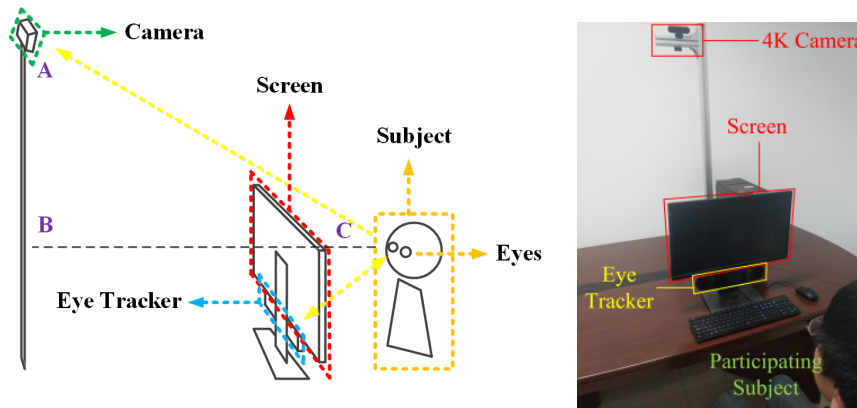 Camera
A
Screen
Subject
B
C
Eyes
Eye Tracker
4K Camera
Screen
Eye
Tracker
Participating
Subject